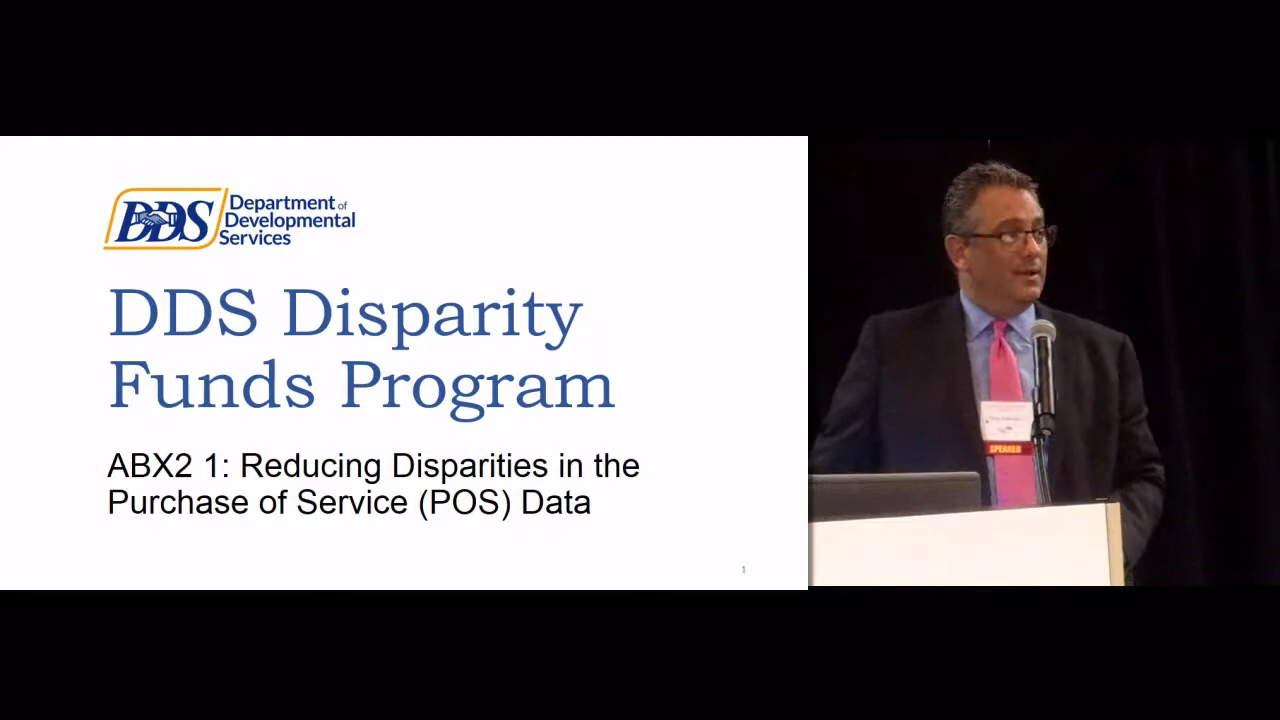 DDS
Department of
Developmental
Services
DDS Disparity
Funds Program
ABX2 1: Reducing Disparities in the
Purchase of Service (POS) Data
1
SPEAKER